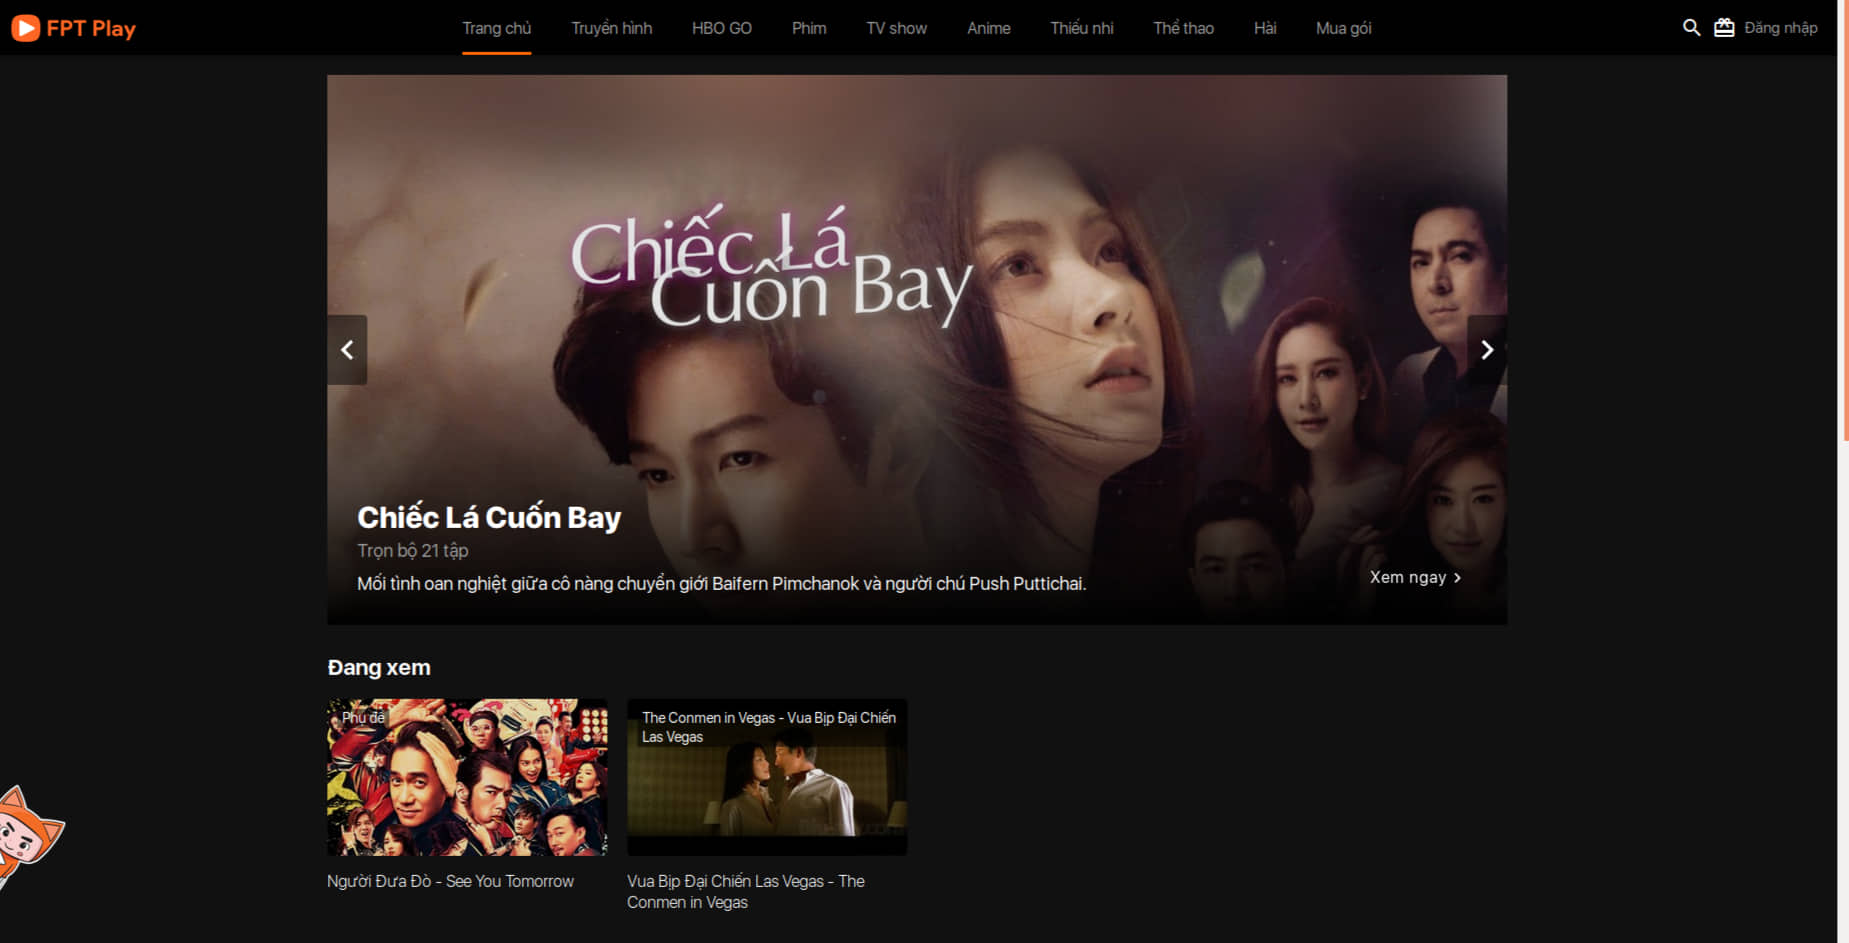 FPT Play
Trang chủ
Truyền hình
HBO GO
Phim
TV show
Anime
Thiếu nhi
Thể thao
Hài
Mua gói
Đăng nhập
Chiếc Lá
Cuốn Bay
Chiếc Lá Cuốn Bay
Trọn bộ 21 tập
Mối tình oan nghiệt giữa cô nàng chuyển giới Baifern Pimchanok và người chú Push Puttichai.
Xem ngay
Đang xem
Phụ đề
The Conmen in Vegas - Vua Bịp Đại Chiến
Las Vegas
Người Đưa Đò - See You Tomorrow
Vua Bịp Đại Chiến Las Vegas - The
Conmen in Vegas